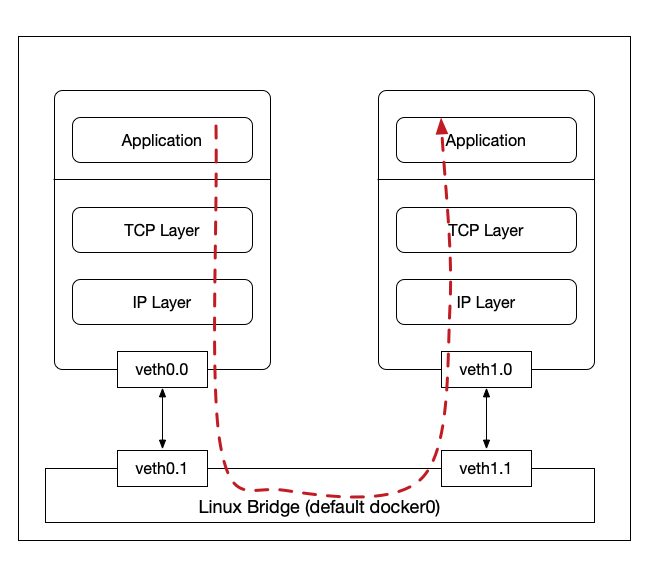 Application
Application
TCP Layer
TCP Layer
IP Layer
IP Layer
veth0.0
veth1.0
veth0.1
veth1.1
Linux Bridge (default docker0)